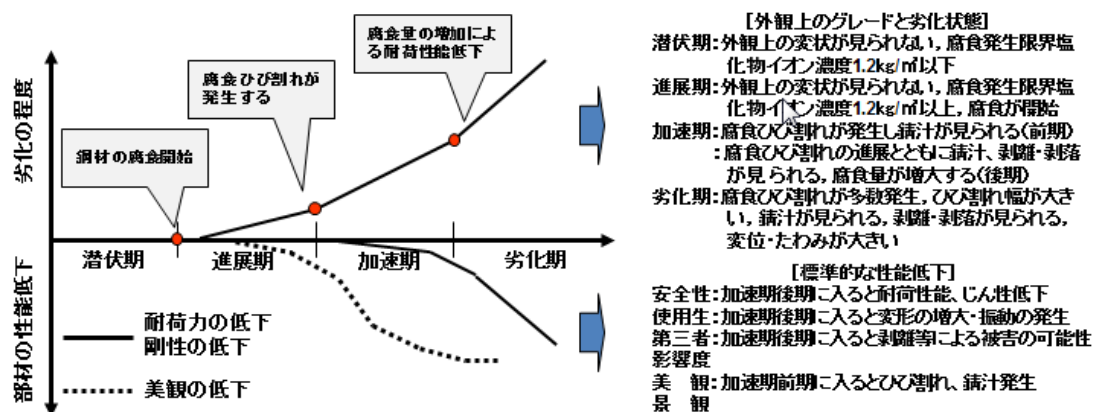 劣化の程度
部材の性能低下
鋼材の腐食開始
腐食ひび割れが
発生する
腐食量の増加によ
る耐荷性能低下
潜伏期
進展期
加速期
劣化期
耐荷力の低下
剛性の低下
美観の低下
[外観上のグレードと劣化状態]
潜伏期:外観上の変状が見られない,腐食発生限界塩
化物イオン濃度1.2kg/㎥以下
進展期:外観上の変状が見られない,腐食発生限界塩
化物イオン濃度1.2kg/㎥以上,腐食が開始
加速期:腐食ひび割れが発生し錆汁が見られる(前期)
:腐食ひび割れの進展とともに錆汁、剥離・剥落
が見られる,腐食量が増大する(後期)
劣化期:腐食ひび割れが多数発生,ひび割れ幅が大き
い,錆汁が見られる,剥離・剥落が見られる,
変位・たわみが大きい
[標準的な性能低下]
安全性:加速期後期に入ると耐荷性能、じん性低下
使用生:加速期後期に入ると変形の増大・振動の発生
第三者:加速期後期に入ると剥離等による被害の可能性
影響度
美 観:加速期前期に入るとひび割れ、錆汁発生
景 観